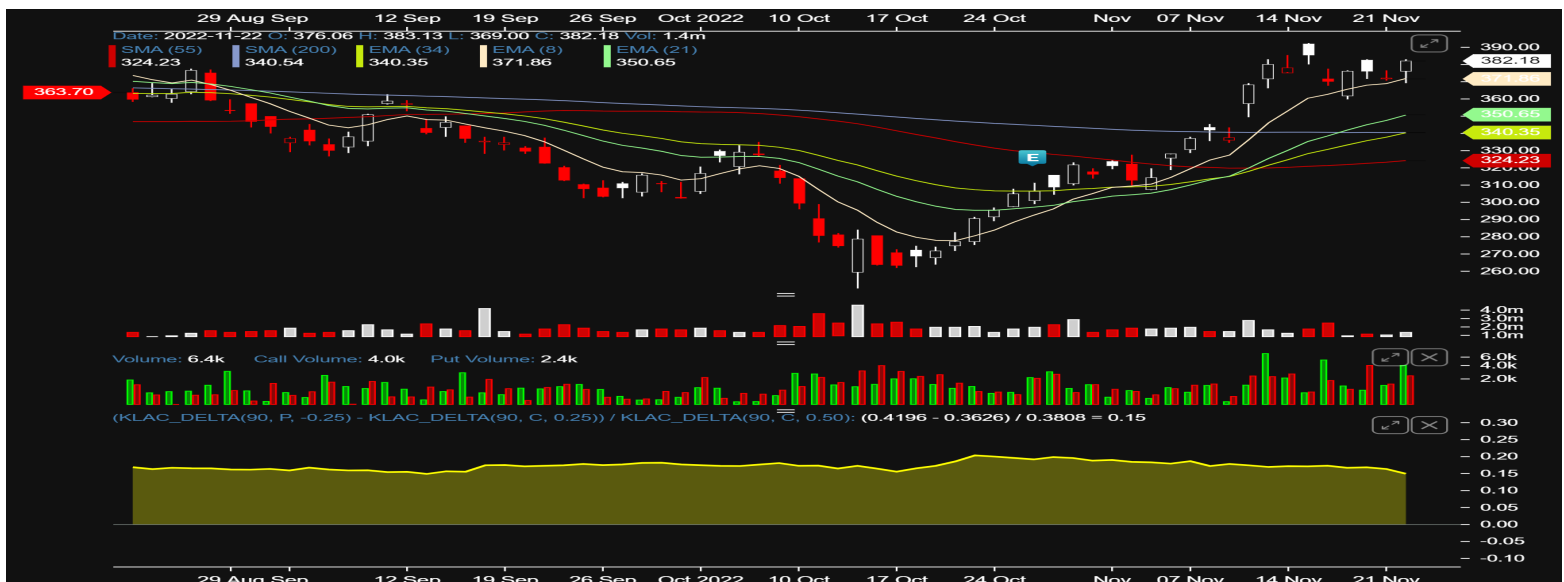 29 Aug Sep 12 Sep 19 Sep 26 Sep Oct 2022 10 Oct 17 Oct 24 Oct Nov 07 Nov 14 Nov 21 Nov
Date: 2022-11-22 O: 376.06 H: 383.13 L: 369.00 C: 382.18 Vol: 1.4m
SMA (55) SMA (200) EMA (34) EMA (8) EMA (21)
324.23 340.54 340.35 371.86 350.65
390.00
382.18
371.86
363.70
360.00
350.65
340.35
330.00
324.23
320.00
310.00
300.00
290.00
280.00
270.00
260.00
E
4.0m
3.0m
2.0m
1.0m
Volume: 6.4k Call Volume: 4.0k Put Volume: 2.4k
6.0k
4.0k
2.0k
(KLAC_DELTA(90, P, -0.25) - KLAC_DELTA(90, C, 0.25)) / KLAC_DELTA(90, C, 0.50): (0.4196 - 0.3626) / 0.3808 = 0.15
0.30
0.25
0.20
0.15
0.10
0.05
0.00
-0.05
-0.10
29 Aug Sep 12 Sep 19 Sep 26 Sep Oct 2022 10 Oct 17 Oct 24 Oct Nov 07 Nov 14 Nov 21 Nov